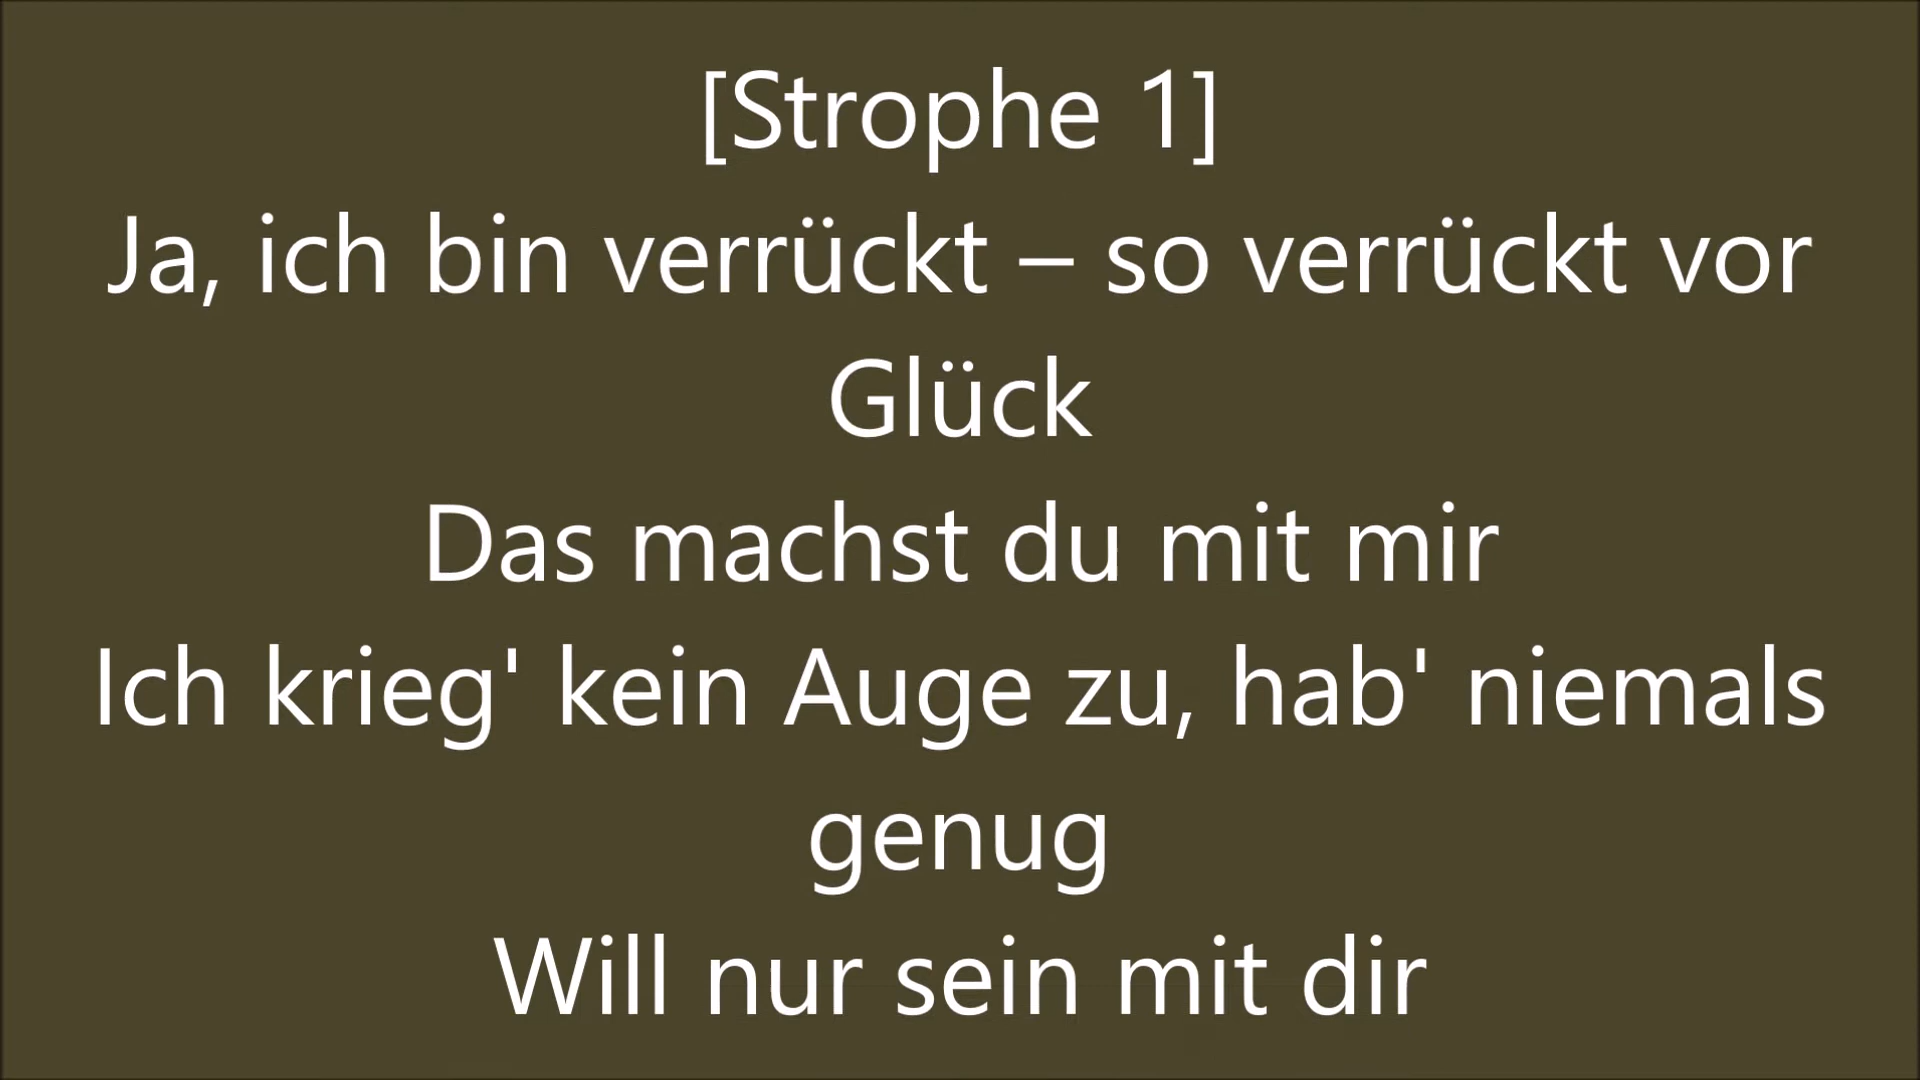 [Strophe 1]
Ja, ich bin verrückt – so verrückt vor
Glück
Das machst du mit mir
Ich krieg' kein Auge zu, hab' niemals
genug
Will nur sein mit dir